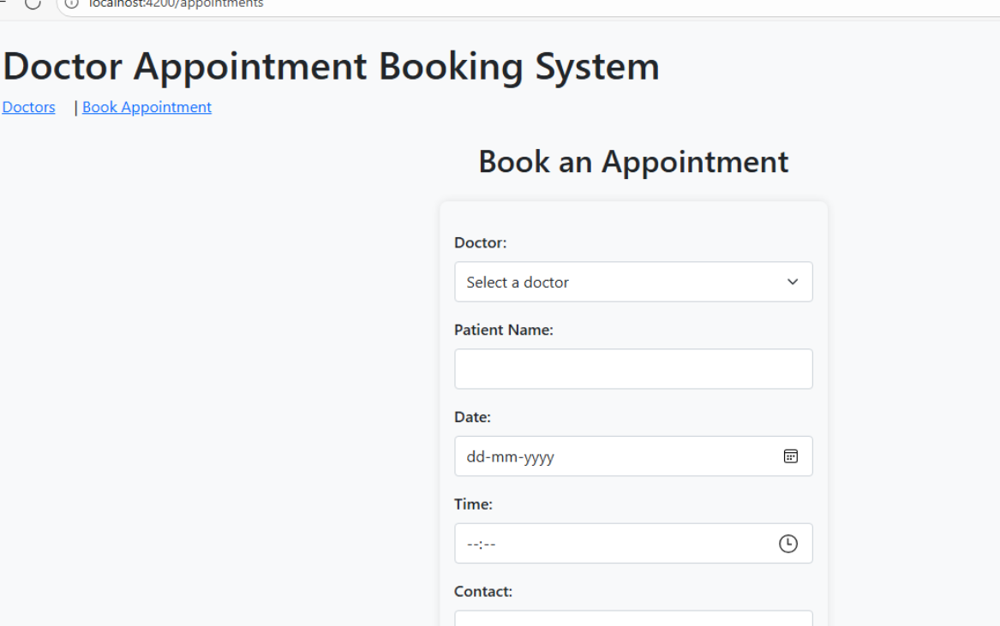 localhost:4200/appointments
Doctor Appointment Booking System
Doctors | Book Appointment
Book an Appointment
Doctor:
Select a doctor
Patient Name:
Date:
dd-mm-yyyy
Time:
--:--
Contact: